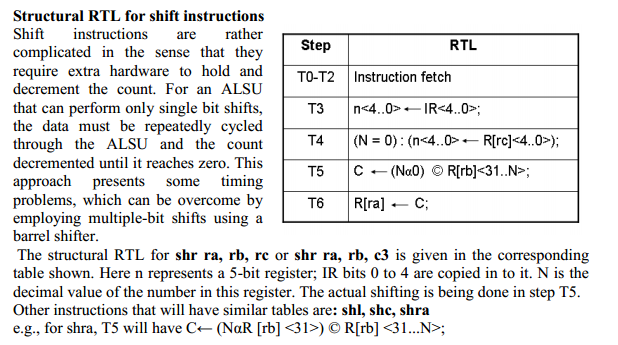 Structural RTL for shift instructions
Shift instructions are rather
complicated in the sense that they
require extra hardware to hold and
decrement the count. For an ALSU
that can perform only single bit shifts,
the data must be repeatedly cycled
through the ALSU and the count
decremented until it reaches zero. This
approach presents some timing
problems, which can be overcome by
employing multiple-bit shifts using a
barrel shifter.
Step RTL
T0-T2 Instruction fetch
T3 n<4..0> ← IR<4..0>;
T4 (N = 0) : (n<4..0> ← R[rc]<4..0>);
T5 C ← (Nα0) © R[rb]<31..N>;
T6 R[ra] ← C;
The structural RTL for shr ra, rb, rc or shr ra, rb, c3 is given in the corresponding
table shown. Here n represents a 5-bit register; IR bits 0 to 4 are copied in to it. N is the
decimal value of the number in this register. The actual shifting is being done in step T5.
Other instructions that will have similar tables are: shl, shc, shra
e.g., for shra, T5 will have C← (NαR [rb] <31>) © R[rb] <31...N>;